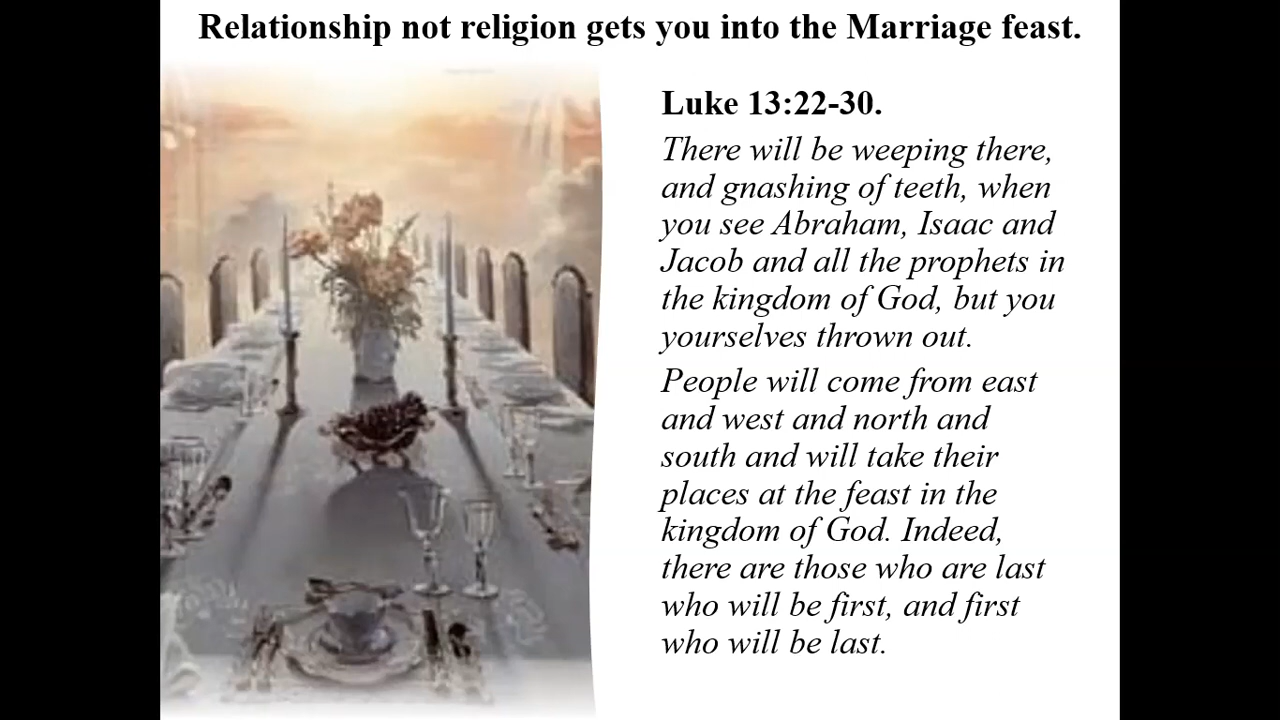 Relationship not religion gets you into the Marriage feast.
Luke 13:22-30.
There will be weeping there,
and gnashing of teeth, when
you see Abraham, Isaac and
Jacob and all the prophets in
the kingdom of God, but you
yourselves thrown out.
People will come from east
and west and north and
south and will take their
places at the feast in the
kingdom of God. Indeed,
there are those who are last
who will be first, and first
who will be last.